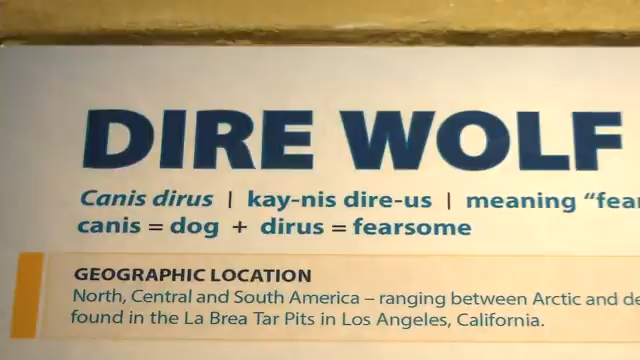 DIRE WOLF
Canis dirus | kay-nis dire-us | meaning "fear
canis = dog + dirus = fearsome
GEOGRAPHIC LOCATION
North, Central and South America – ranging between Arctic and de
found in the La Brea Tar Pits in Los Angeles, California.